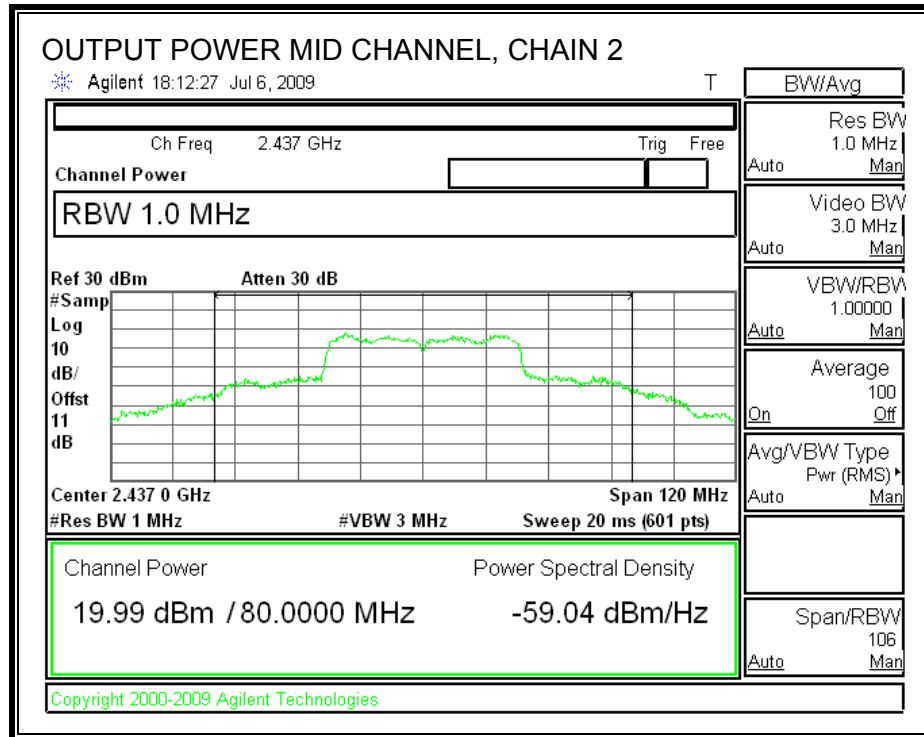 OUTPUT POWER MID CHANNEL, CHAIN 2
Agilent 18:12:27 Jul 6, 2009 T
Ch Freq 2.437 GHz Trig Free
Channel Power
RBW 1.0 MHz
Ref 30 dBm Atten 30 dB
#Samp
Log
10
dB/
Offst
11
dB
Center 2.437 0 GHz Span 120 MHz
#Res BW 1 MHz #VBW 3 MHz Sweep 20 ms (601 pts)
Channel Power Power Spectral Density
19.99 dBm / 80.0000 MHz -59.04 dBm/Hz
Copyright 2000-2009 Agilent Technologies
BW/Avg
Res BW
1.0 MHz
Auto Man
Video BW
3.0 MHz
Auto Man
VBW/RBW
1.00000
Auto Man
Average
100
On Off
Avg/VBW Type
Pwr (RMS)
Auto Man
Span/RBW
106
Auto Man